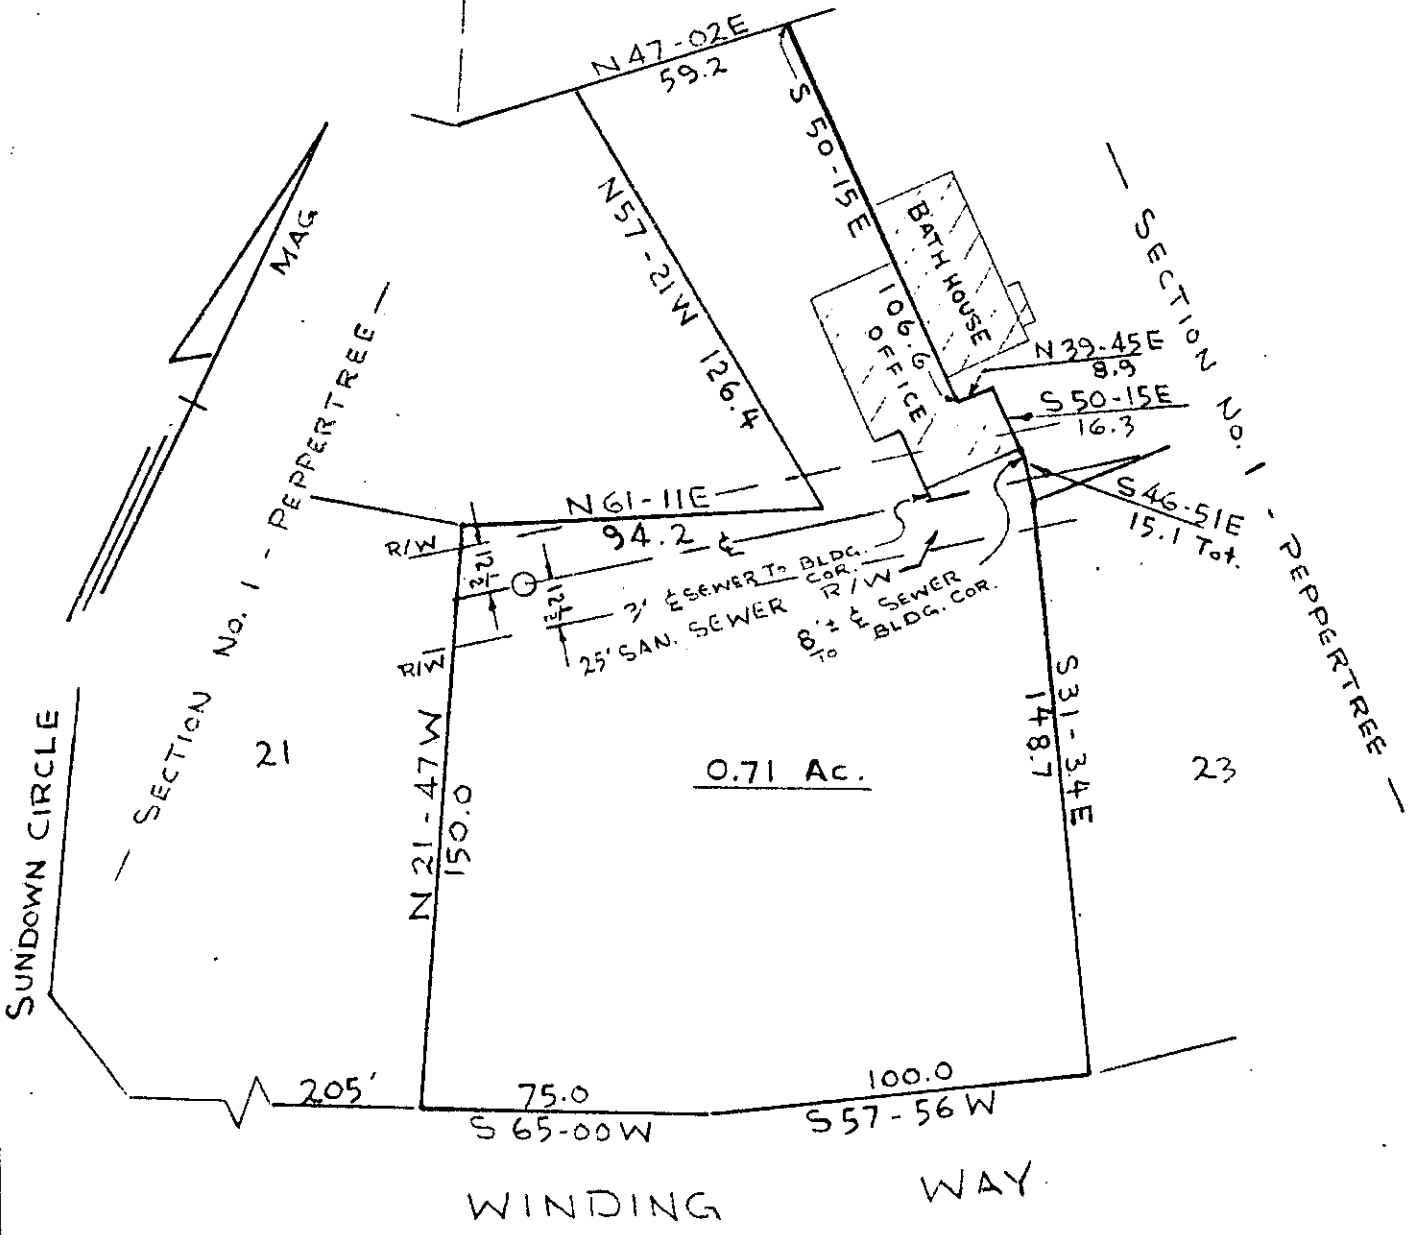 N 47-02E
59.2
S 50-15E
106.6
MAG
N57-21W 126.4
BATH HOUSE
OFFICE
N 39-45E
8.9
S 50-15E
16.3
S 46-51E
15.1 Tot.
— SECTION No. 1 - PEPPERTREE —
— SECTION No. 1 - PEPPERTREE —
N 61-11E
94.2
℄
R/W
12½
12½
R/W
3' ℄ SEWER TO BLDG.
COR.
25' SAN. SEWER R/W
8'± ℄ SEWER
TO BLDG. COR.
S 31-34E
148.7
21
0.71 Ac.
23
N 21-47W
150.0
SUNDOWN CIRCLE
205'
75.0
S 65-00W
100.0
S 57-56 W
WINDING WAY